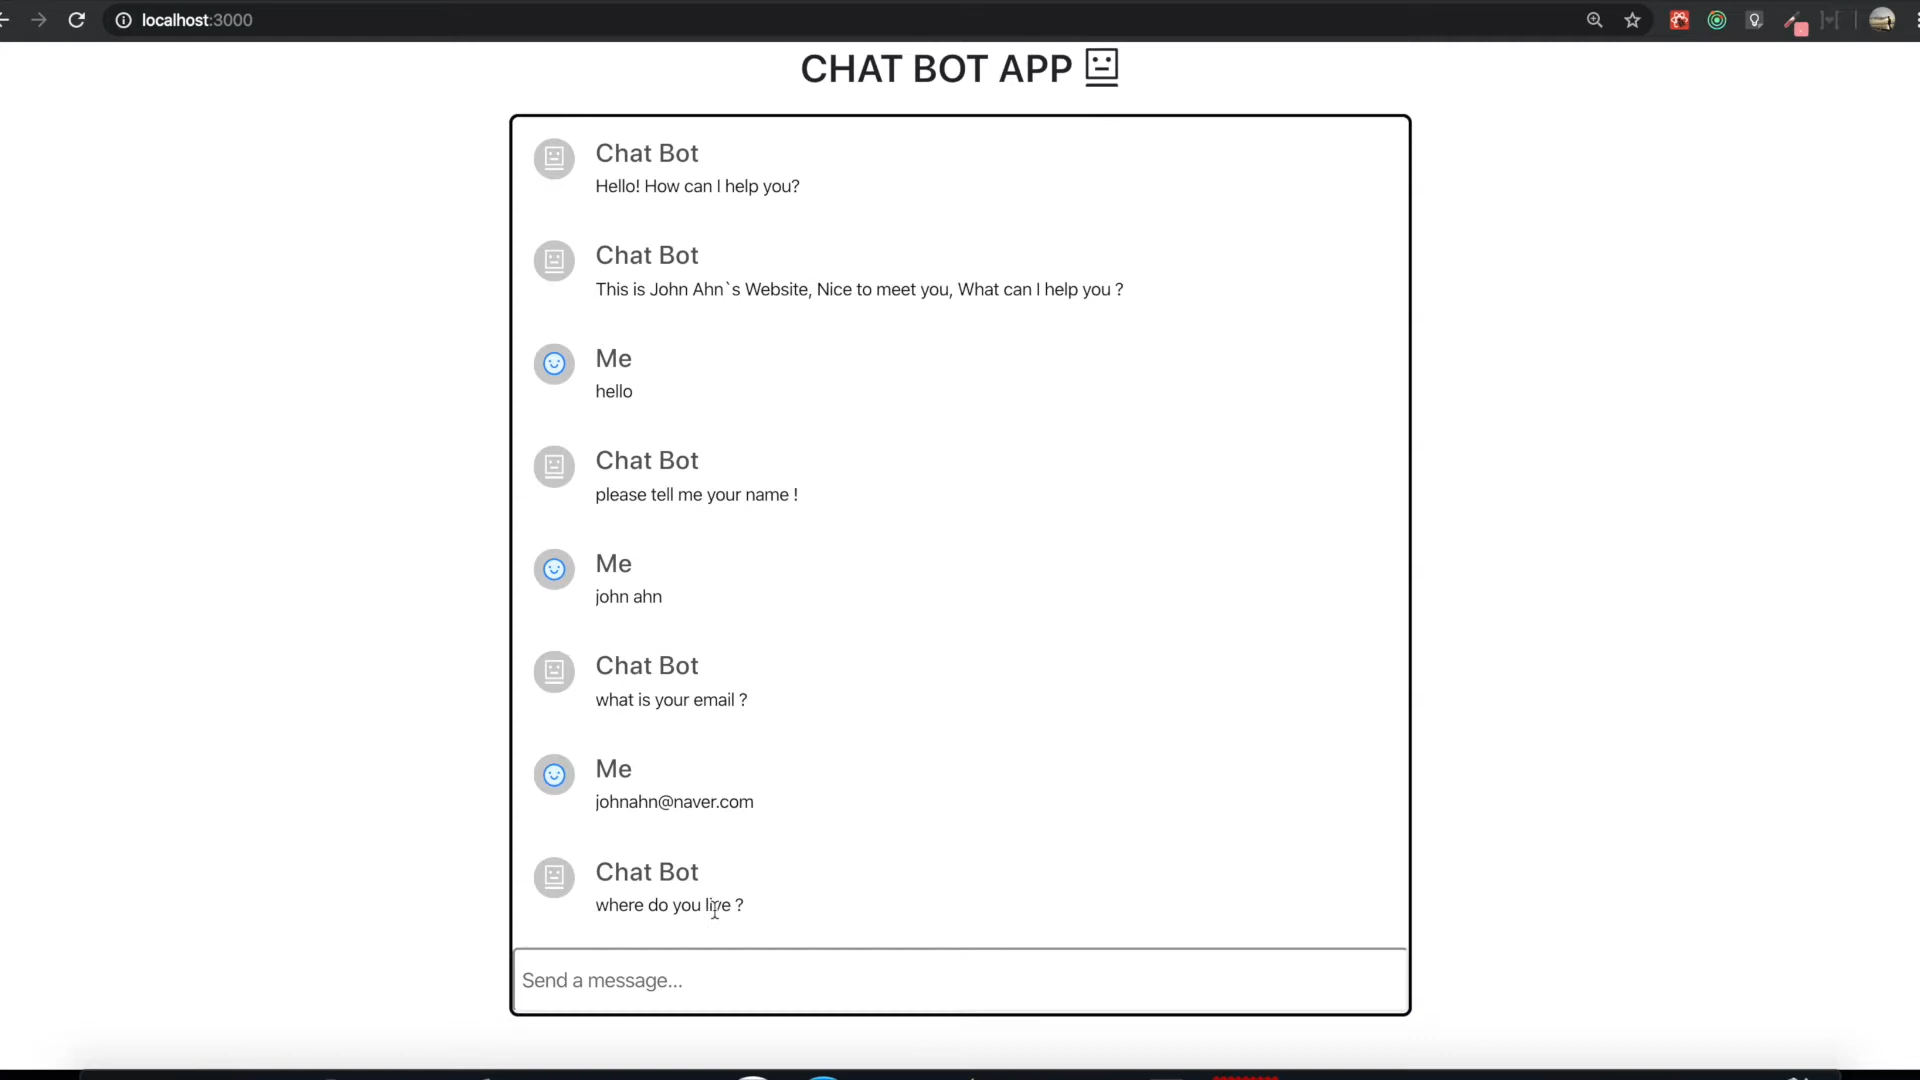 localhost:3000
CHAT BOT APP
Chat Bot
Hello! How can I help you?
Chat Bot
This is John Ahn`s Website, Nice to meet you, What can I help you ?
Me
hello
Chat Bot
please tell me your name !
Me
john ahn
Chat Bot
what is your email ?
Me
johnahn@naver.com
Chat Bot
where do you live ?
Send a message...